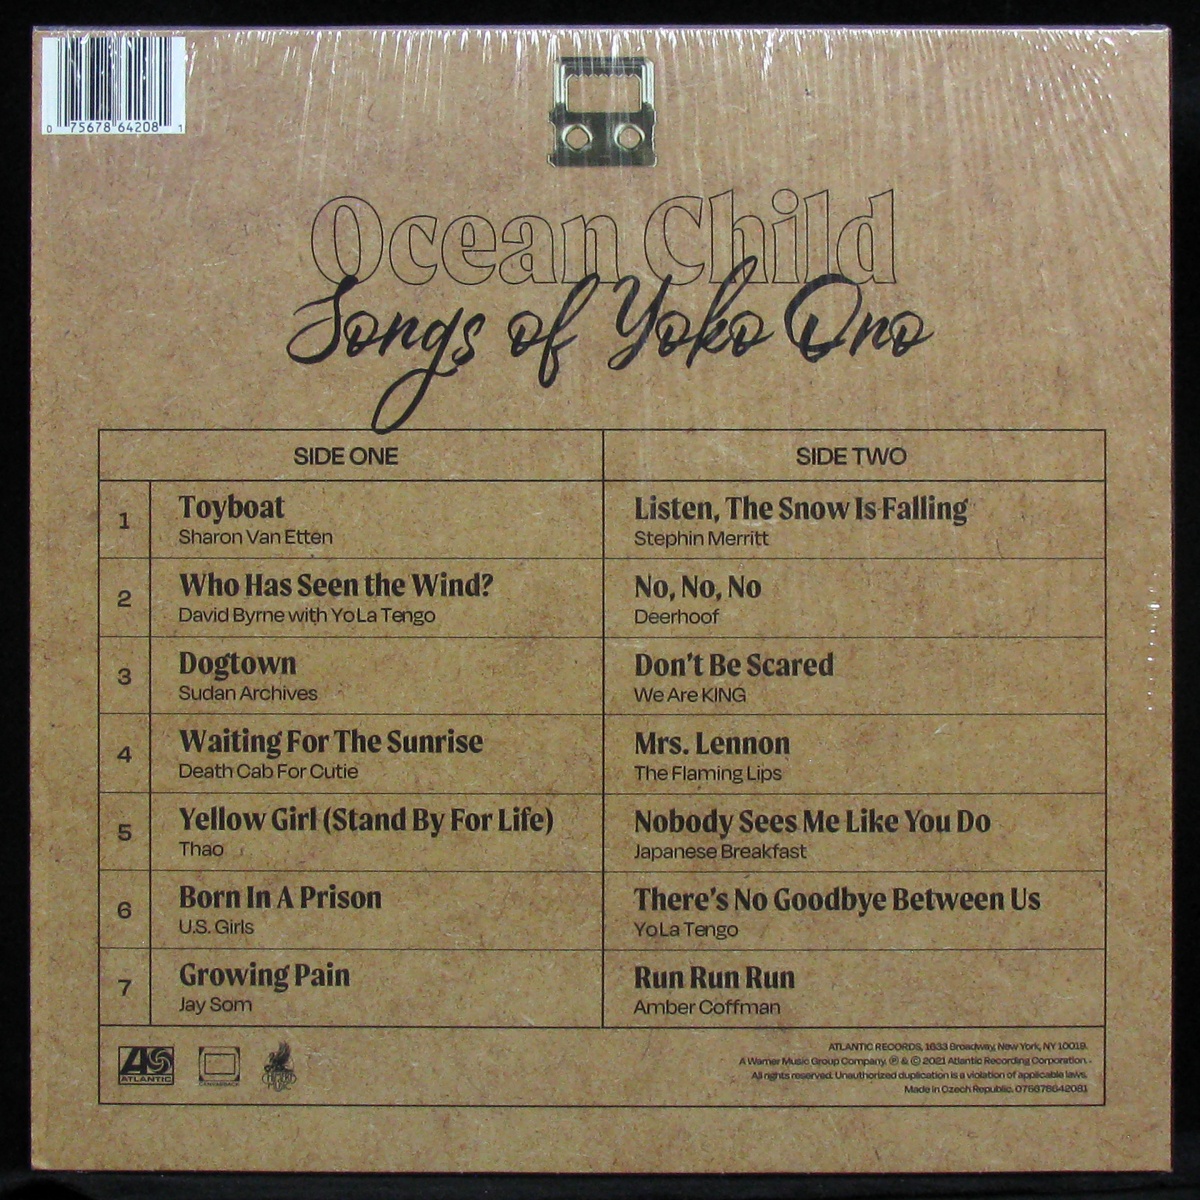 0 75678 64208 1
Ocean Child
Songs of Yoko Ono
SIDE ONE
SIDE TWO
1
Toyboat
Sharon Van Etten
Listen, The Snow Is Falling
Stephin Merritt
2
Who Has Seen the Wind?
David Byrne with Yo La Tengo
No, No, No
Deerhoof
3
Dogtown
Sudan Archives
Don't Be Scared
We Are KING
4
Waiting For The Sunrise
Death Cab For Cutie
Mrs. Lennon
The Flaming Lips
5
Yellow Girl (Stand By For Life)
Thao
Nobody Sees Me Like You Do
Japanese Breakfast
6
Born In A Prison
U.S. Girls
There's No Goodbye Between Us
Yo La Tengo
7
Growing Pain
Jay Som
Run Run Run
Amber Coffman
ATLANTIC
ATLANTIC RECORDS, 1633 Broadway, New York, NY 10019.
A Warner Music Group Company. ℗ & © 2021 Atlantic Recording Corporation.
All rights reserved. Unauthorized duplication is a violation of applicable laws.
Made in Czech Republic. 075678642081